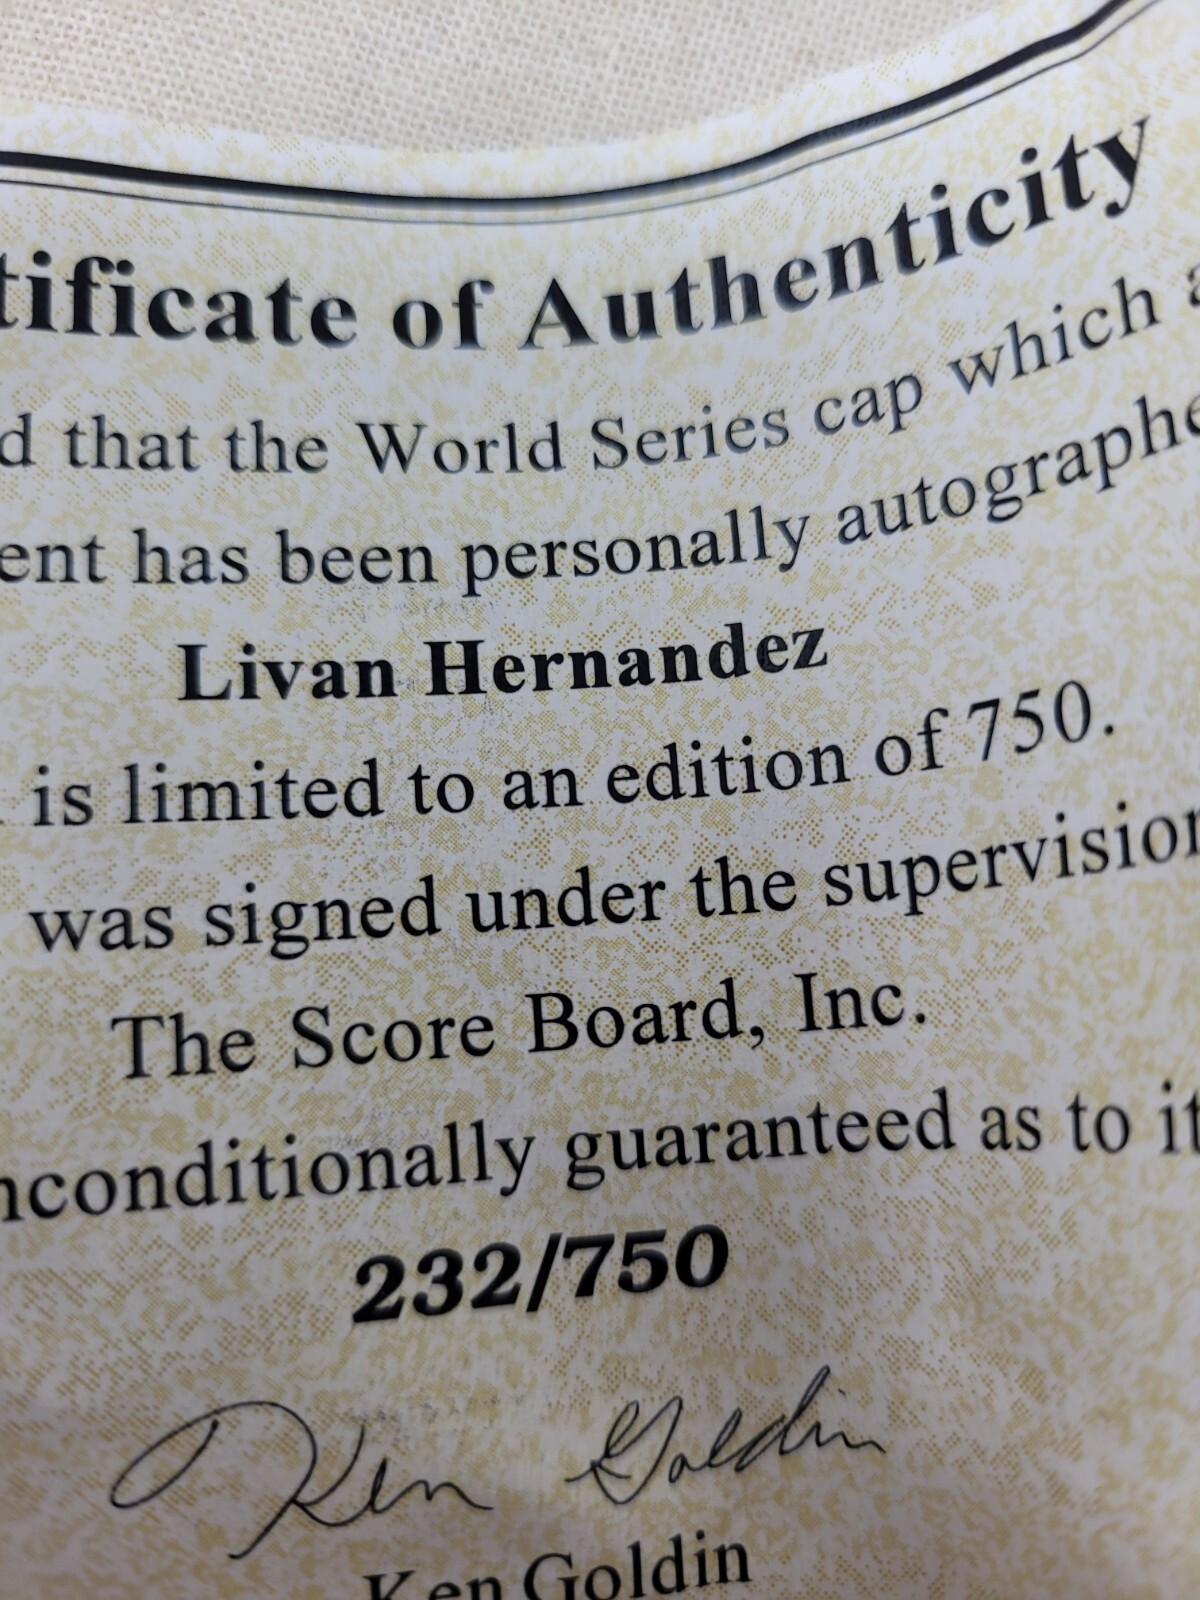 tificate of Authenticity
d that the World Series cap which a
ent has been personally autographe
Livan Hernandez
is limited to an edition of 750.
was signed under the supervision
The Score Board, Inc.
nconditionally guaranteed as to it
232/750
Ken Goldin
Ken Goldin